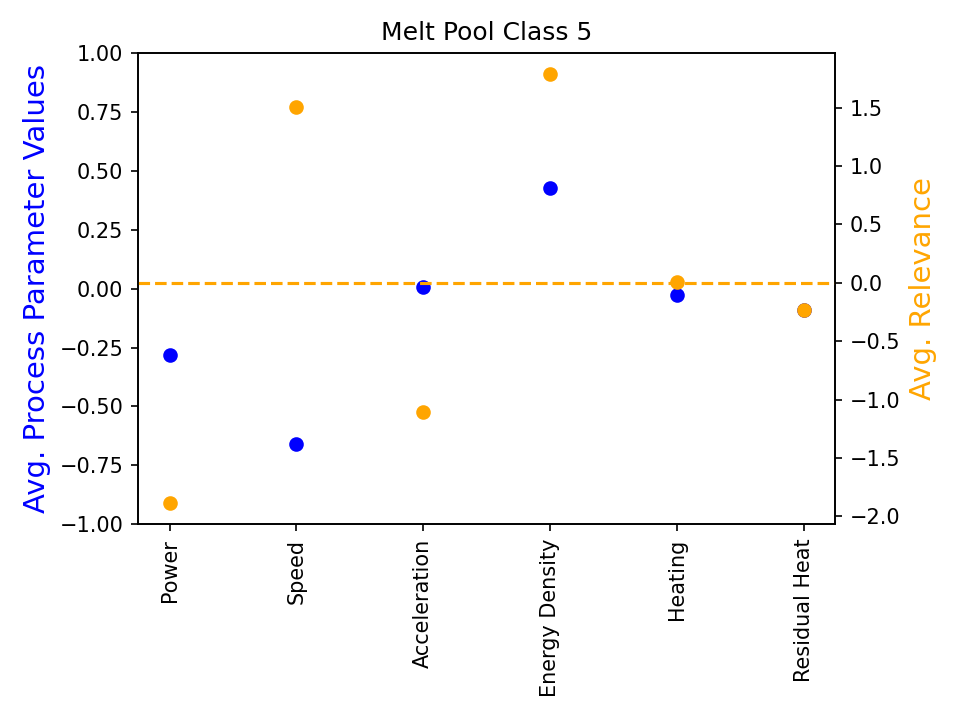 Melt Pool Class 5
Avg. Process Parameter Values
1.00
0.75
0.50
0.25
0.00
−0.25
−0.50
−0.75
−1.00
1.5
1.0
0.5
0.0
−0.5
−1.0
−1.5
−2.0
Avg. Relevance
Power
Speed
Acceleration
Energy Density
Heating
Residual Heat